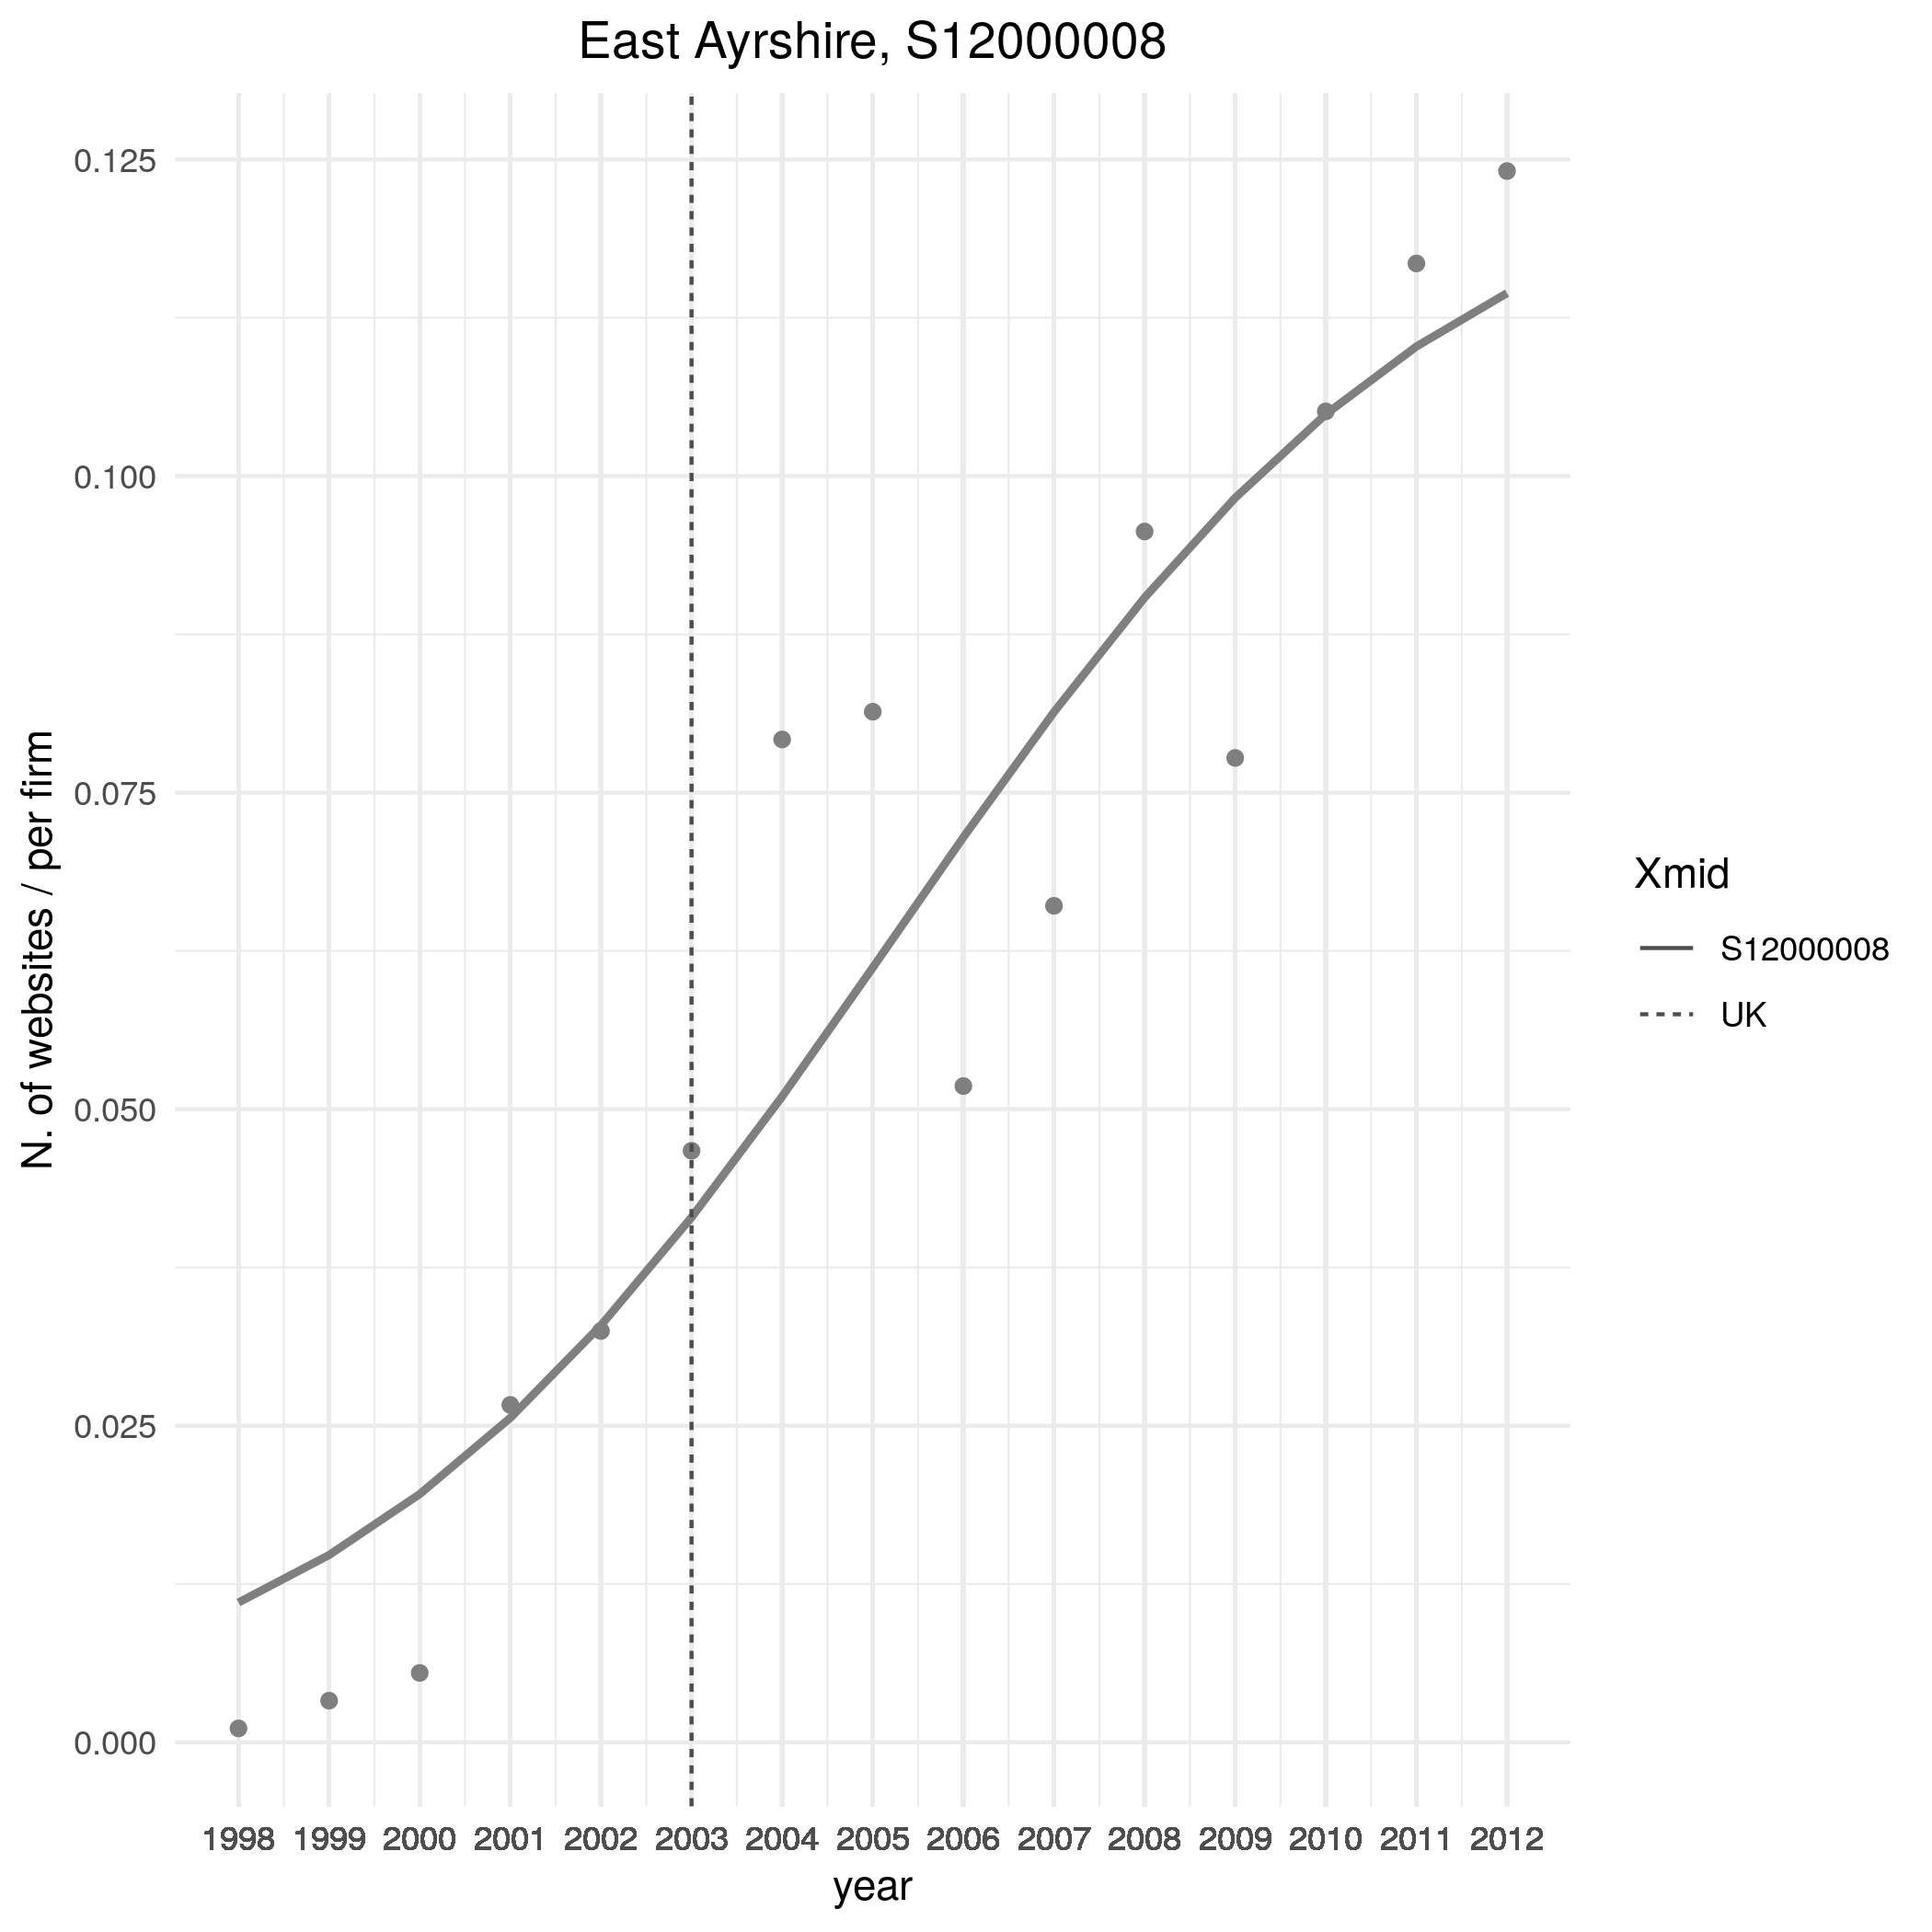 East Ayrshire, S12000008
N. of websites / per firm
0.125
0.100
0.075
0.050
0.025
0.000
1998 1999 2000 2001 2002 2003 2004 2005 2006 2007 2008 2009 2010 2011 2012
year
Xmid
S12000008
UK